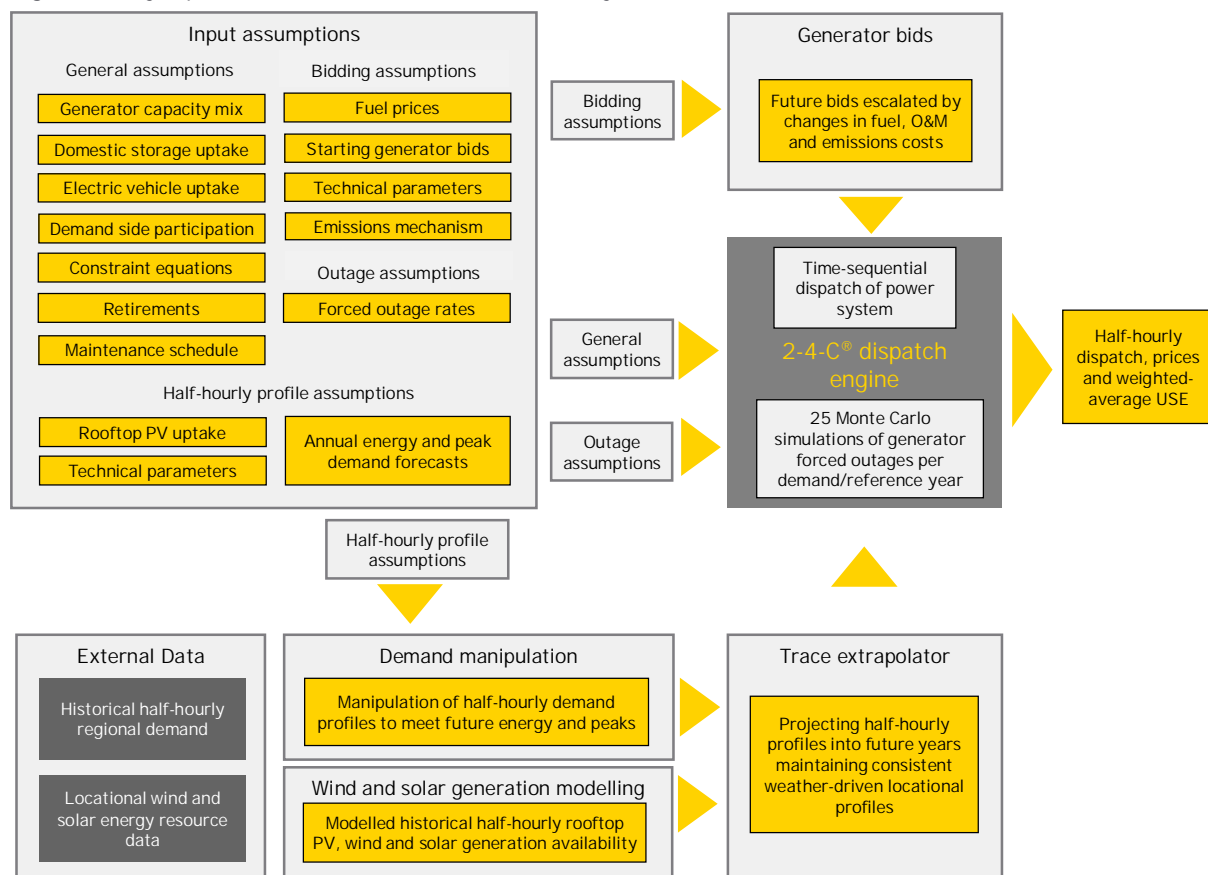 Input assumptions
General assumptions
Generator capacity mix
Domestic storage uptake
Electric vehicle uptake
Demand side participation
Constraint equations
Retirements
Maintenance schedule
Bidding assumptions
Fuel prices
Starting generator bids
Technical parameters
Emissions mechanism
Outage assumptions
Forced outage rates
Half-hourly profile assumptions
Rooftop PV uptake
Technical parameters
Annual energy and peak
demand forecasts
Bidding
assumptions
General
assumptions
Outage
assumptions
Generator bids
Future bids escalated by
changes in fuel, O&M
and emissions costs
Time-sequential
dispatch of power
system
2-4-C® dispatch
engine
25 Monte Carlo
simulations of generator
forced outages per
demand/reference year
Half-hourly
dispatch, prices
and weighted-
average USE
Half-hourly profile
assumptions
External Data
Historical half-hourly
regional demand
Locational wind and
solar energy resource
data
Demand manipulation
Manipulation of half-hourly demand
profiles to meet future energy and peaks
Wind and solar generation modelling
Modelled historical half-hourly rooftop
PV, wind and solar generation availability
Trace extrapolator
Projecting half-hourly
profiles into future years
maintaining consistent
weather-driven locational
profiles